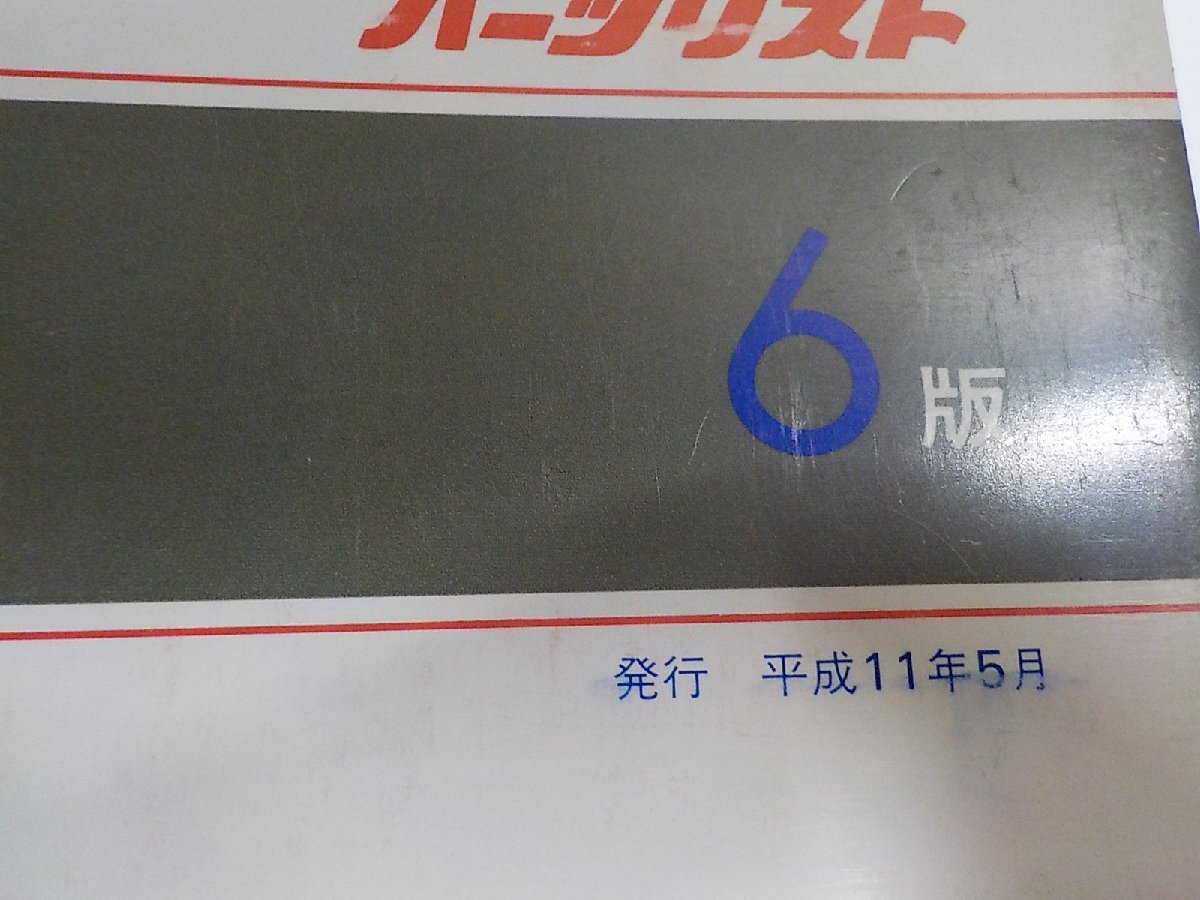 パーツリスト
6版
発行 平成11年5月